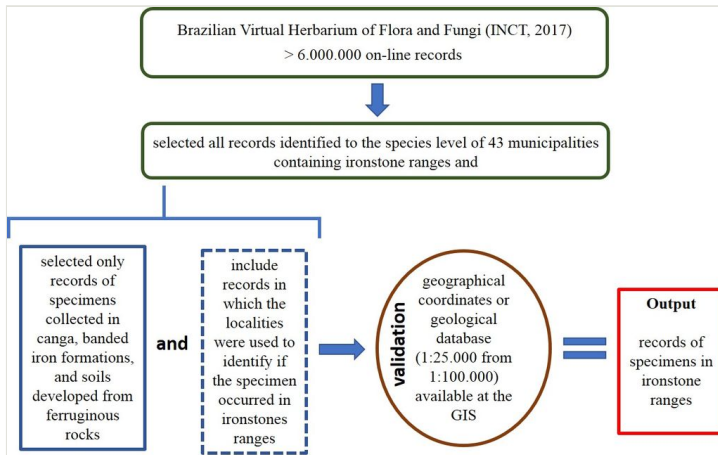 Brazilian Virtual Herbarium of Flora and Fungi (INCT, 2017)
> 6.000.000 on-line records
selected all records identified to the species level of 43 municipalities
containing ironstone ranges and
selected only
records of
specimens
collected in
canga, banded
iron formations,
and soils
developed from
ferruginous
rocks
and
include
records in
which the
localities
were used to
identify if
the specimen
occurred in
ironstones
ranges
validation
geographical
coordinates or
geological
database
(1:25.000 from
1:100.000)
available at the
GIS
Output
records of
specimens in
ironstone
ranges